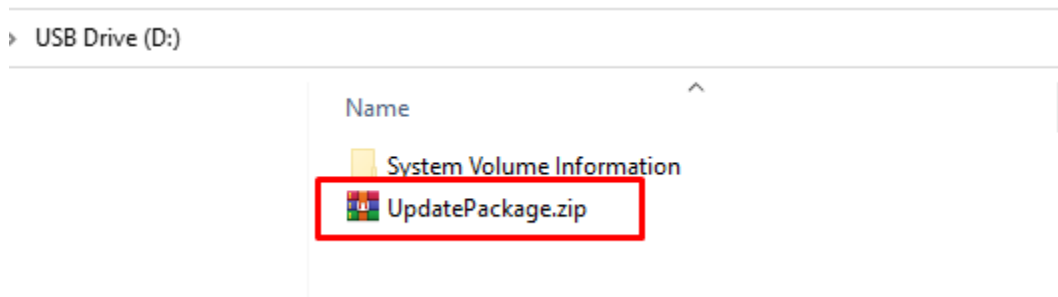 USB Drive (D:)
Name
System Volume Information
UpdatePackage.zip